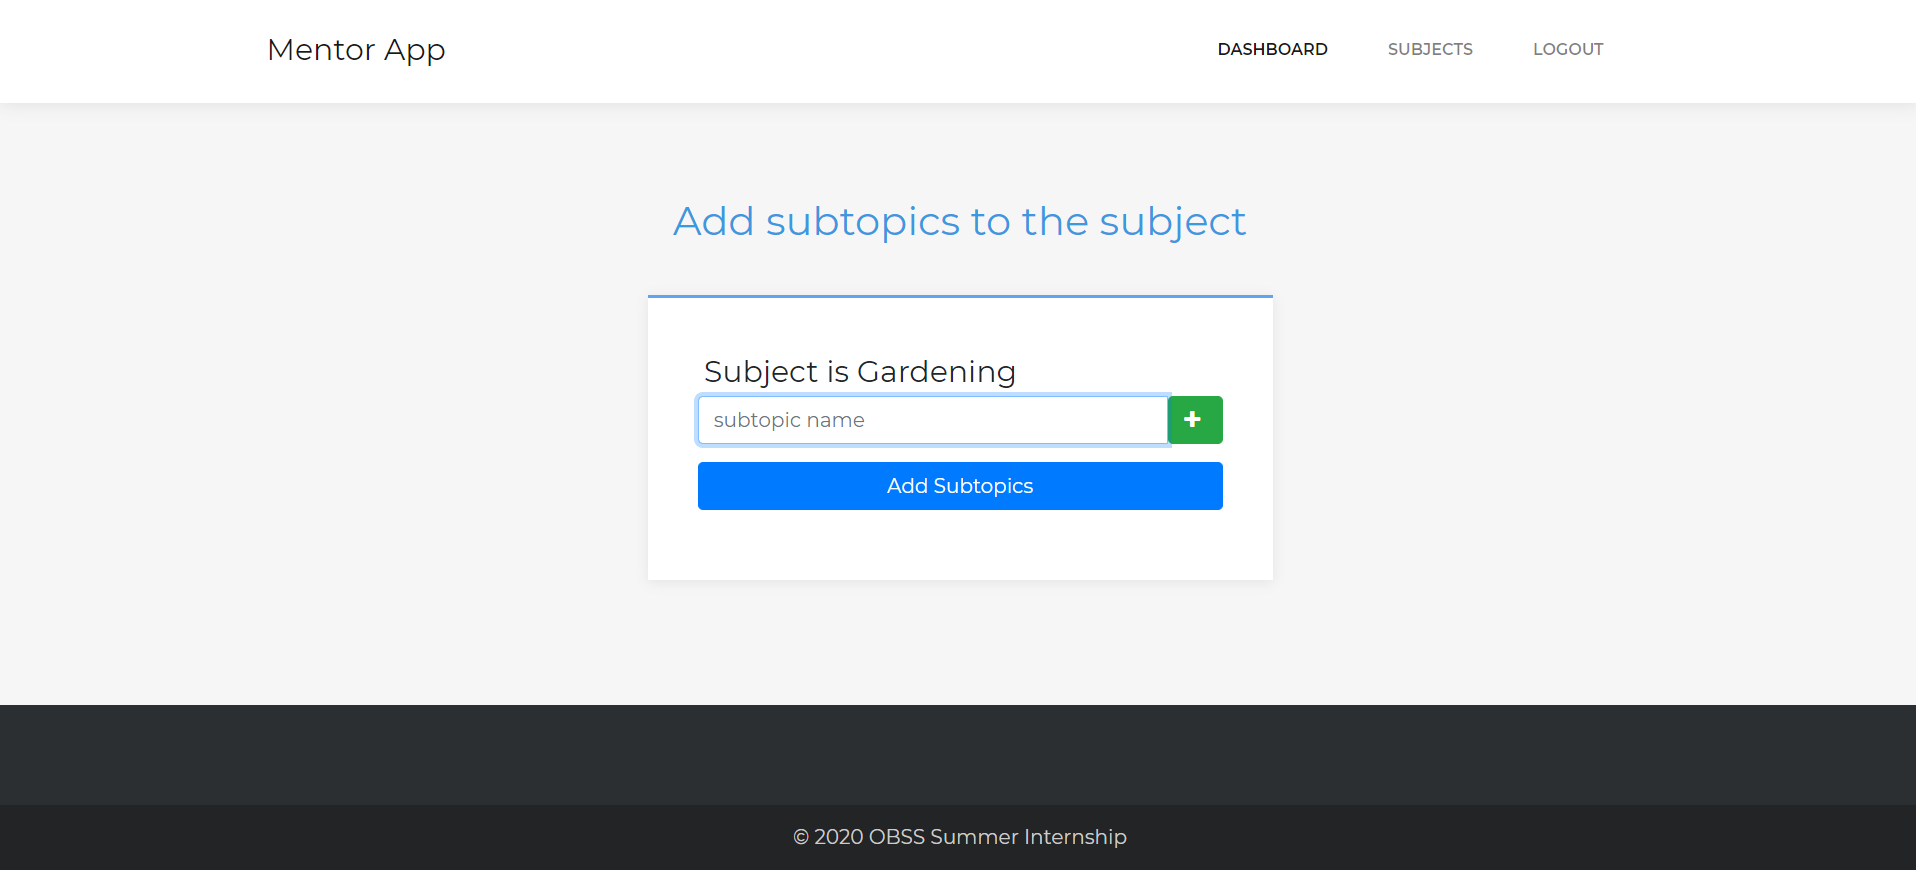 Mentor App
DASHBOARD SUBJECTS LOGOUT
Add subtopics to the subject
Subject is Gardening
subtopic name
Add Subtopics
© 2020 OBSS Summer Internship